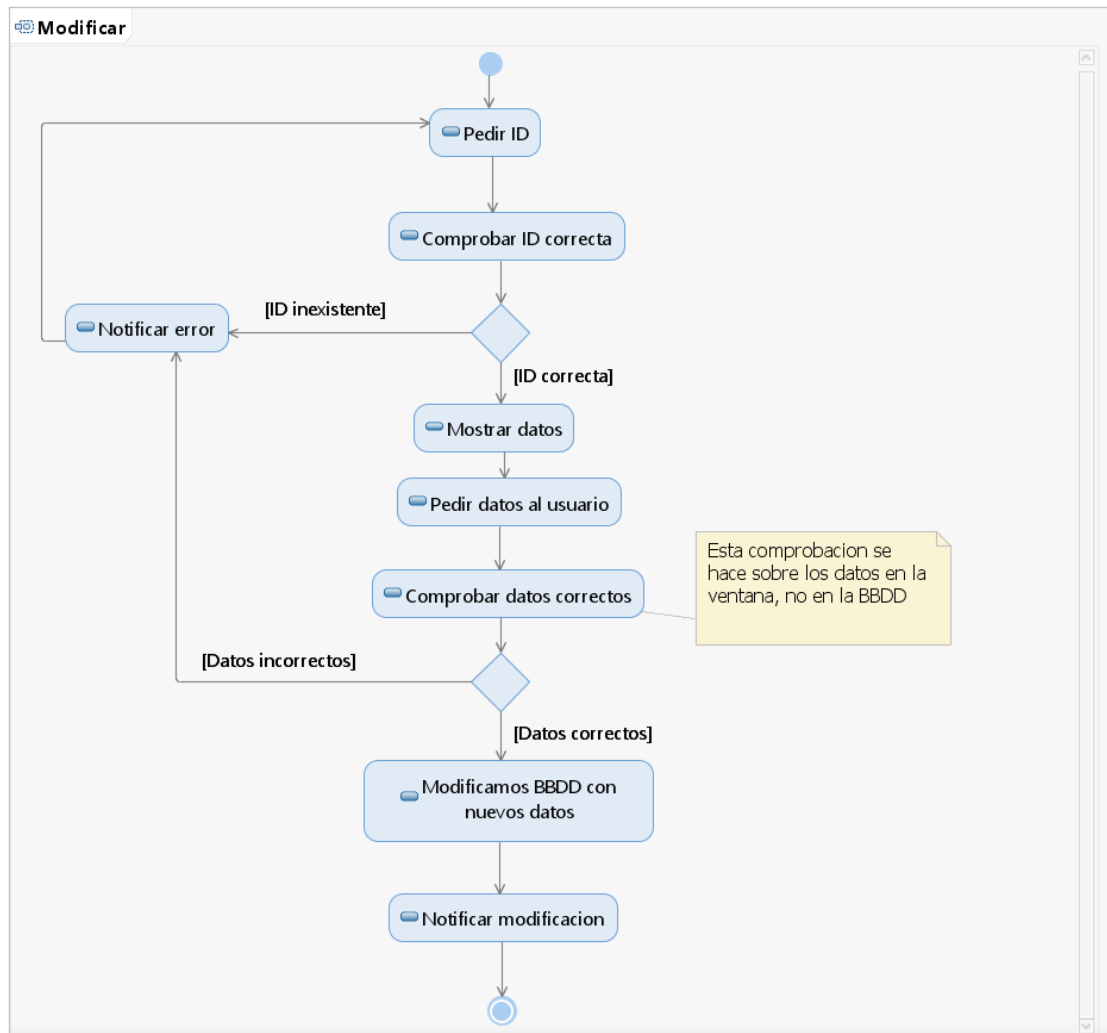 Modificar
Pedir ID
Comprobar ID correcta
[ID inexistente]
Notificar error
[ID correcta]
Mostrar datos
Pedir datos al usuario
Esta comprobacion se
hace sobre los datos en la
ventana, no en la BBDD
Comprobar datos correctos
[Datos incorrectos]
[Datos correctos]
Modificamos BBDD con
nuevos datos
Notificar modificacion